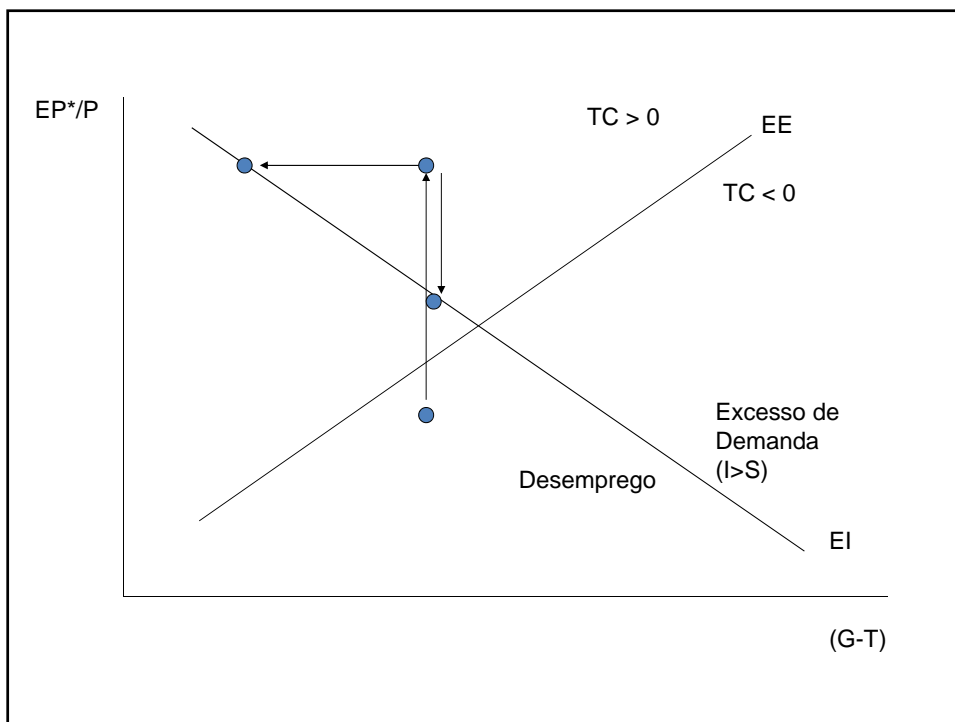 EP*/P
TC > 0
EE
TC < 0
Excesso de
Demanda
(I>S)
Desemprego
EI
(G-T)